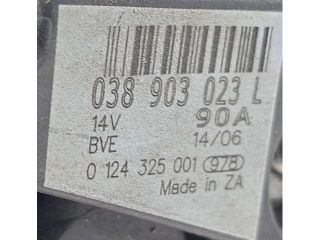 038 903 023 L
14V 90A
BVE 14/06
0 124 325 001 978
Made in ZA